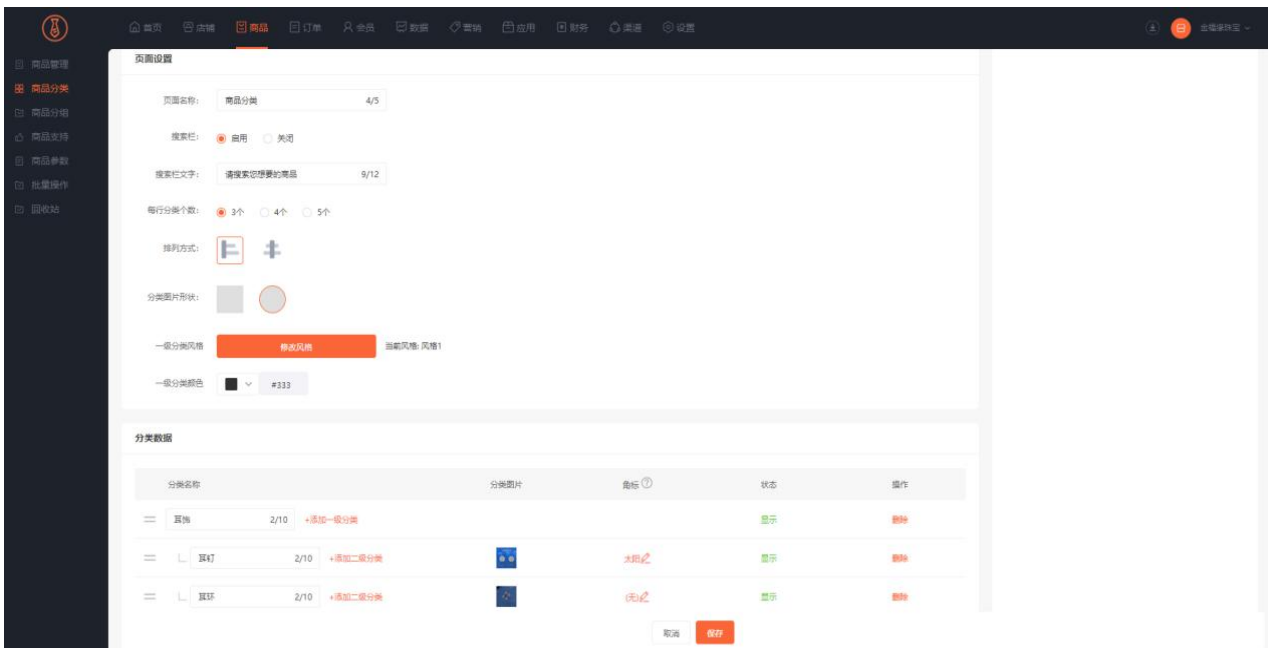 首页 店铺 商品 订单 会员 数据 营销 应用 财务 渠道 设置
商品管理
商品分类
商品分组
商品支持
商品参数
批量操作
回收站
页面设置
页面名称: 商品分类 4/5
搜索栏: 启用 关闭
搜索栏文字: 请搜索您想要的商品 9/12
每行分类个数: 3个 4个 5个
排列方式:
分类图片形状:
一级分类风格 修改风格 当前风格: 风格1
一级分类颜色 #333
分类数据
分类名称 分类图片 角标 ? 状态 操作
耳饰 2/10 +添加一级分类 显示 删除
耳钉 2/10 +添加二级分类 显示 删除
耳环 2/10 +添加二级分类 (无) 显示 删除
取消 保存